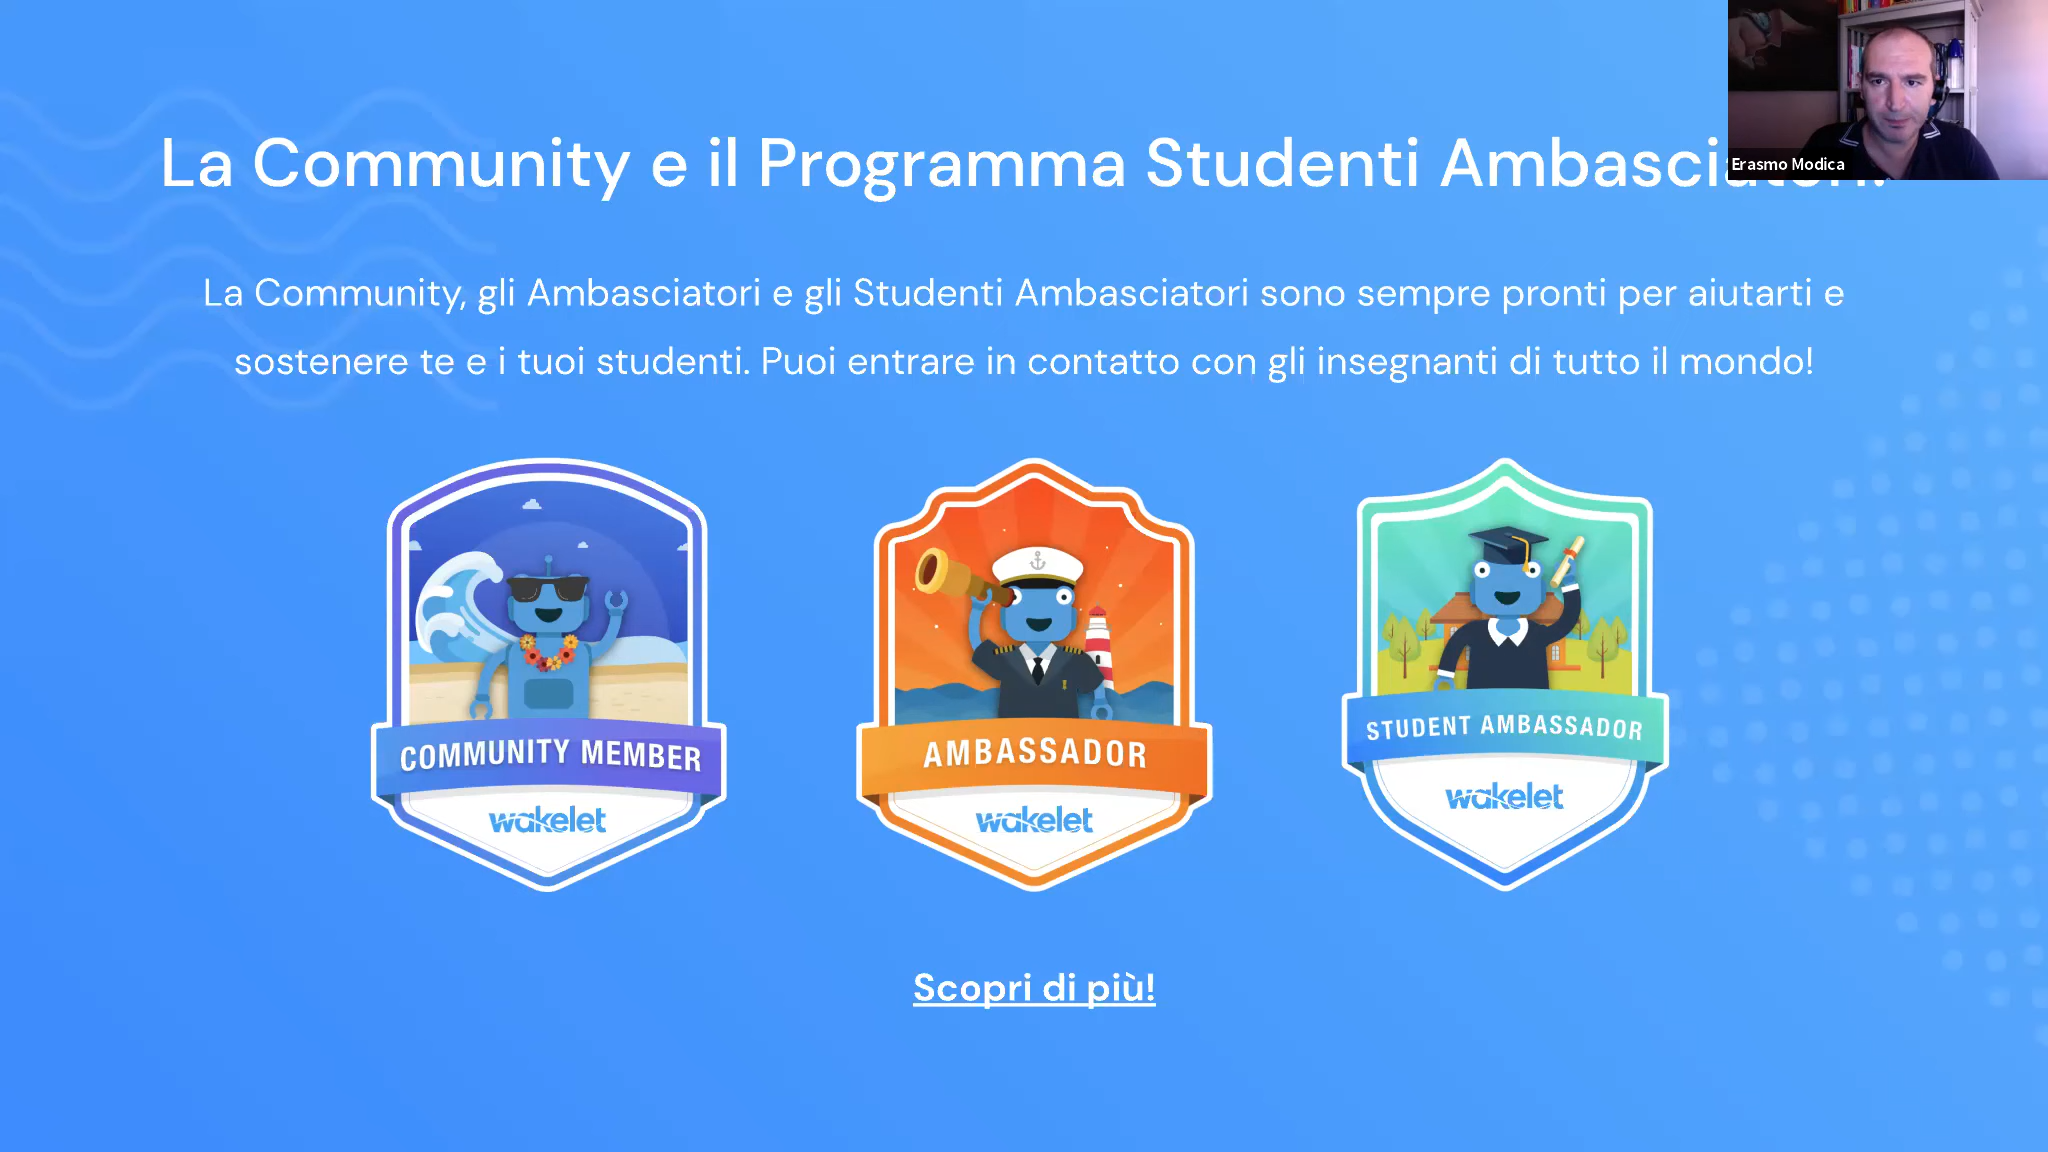 La Community e il Programma Studenti Ambasciatori!
Erasmo Modica
La Community, gli Ambasciatori e gli Studenti Ambasciatori sono sempre pronti per aiutarti e
sostenere te e i tuoi studenti. Puoi entrare in contatto con gli insegnanti di tutto il mondo!
COMMUNITY MEMBER
wakelet
AMBASSADOR
wakelet
STUDENT AMBASSADOR
wakelet
Scopri di più!